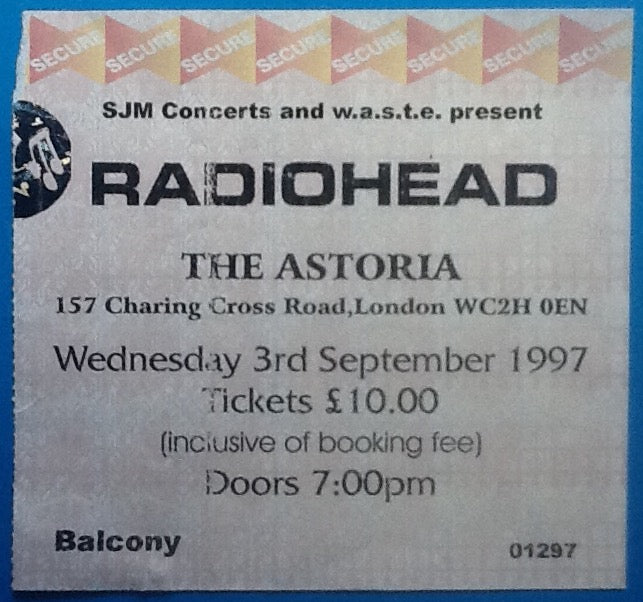 SECURE SECURE SECURE SECURE SECURE SECURE SECURE SECURE
SJM Concerts and w.a.s.t.e. present
RADIOHEAD
THE ASTORIA
157 Charing Cross Road,London WC2H 0EN
Wednesday 3rd September 1997
Tickets £10.00
(inclusive of booking fee)
Doors 7:00pm
Balcony
01297